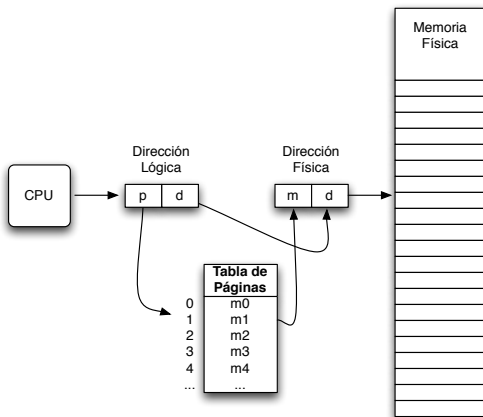 Memoria
Física
Dirección
Lógica
Dirección
Física
CPU
p d
m d
Tabla de
Páginas
0 m0
1 m1
2 m2
3 m3
4 m4
... ...